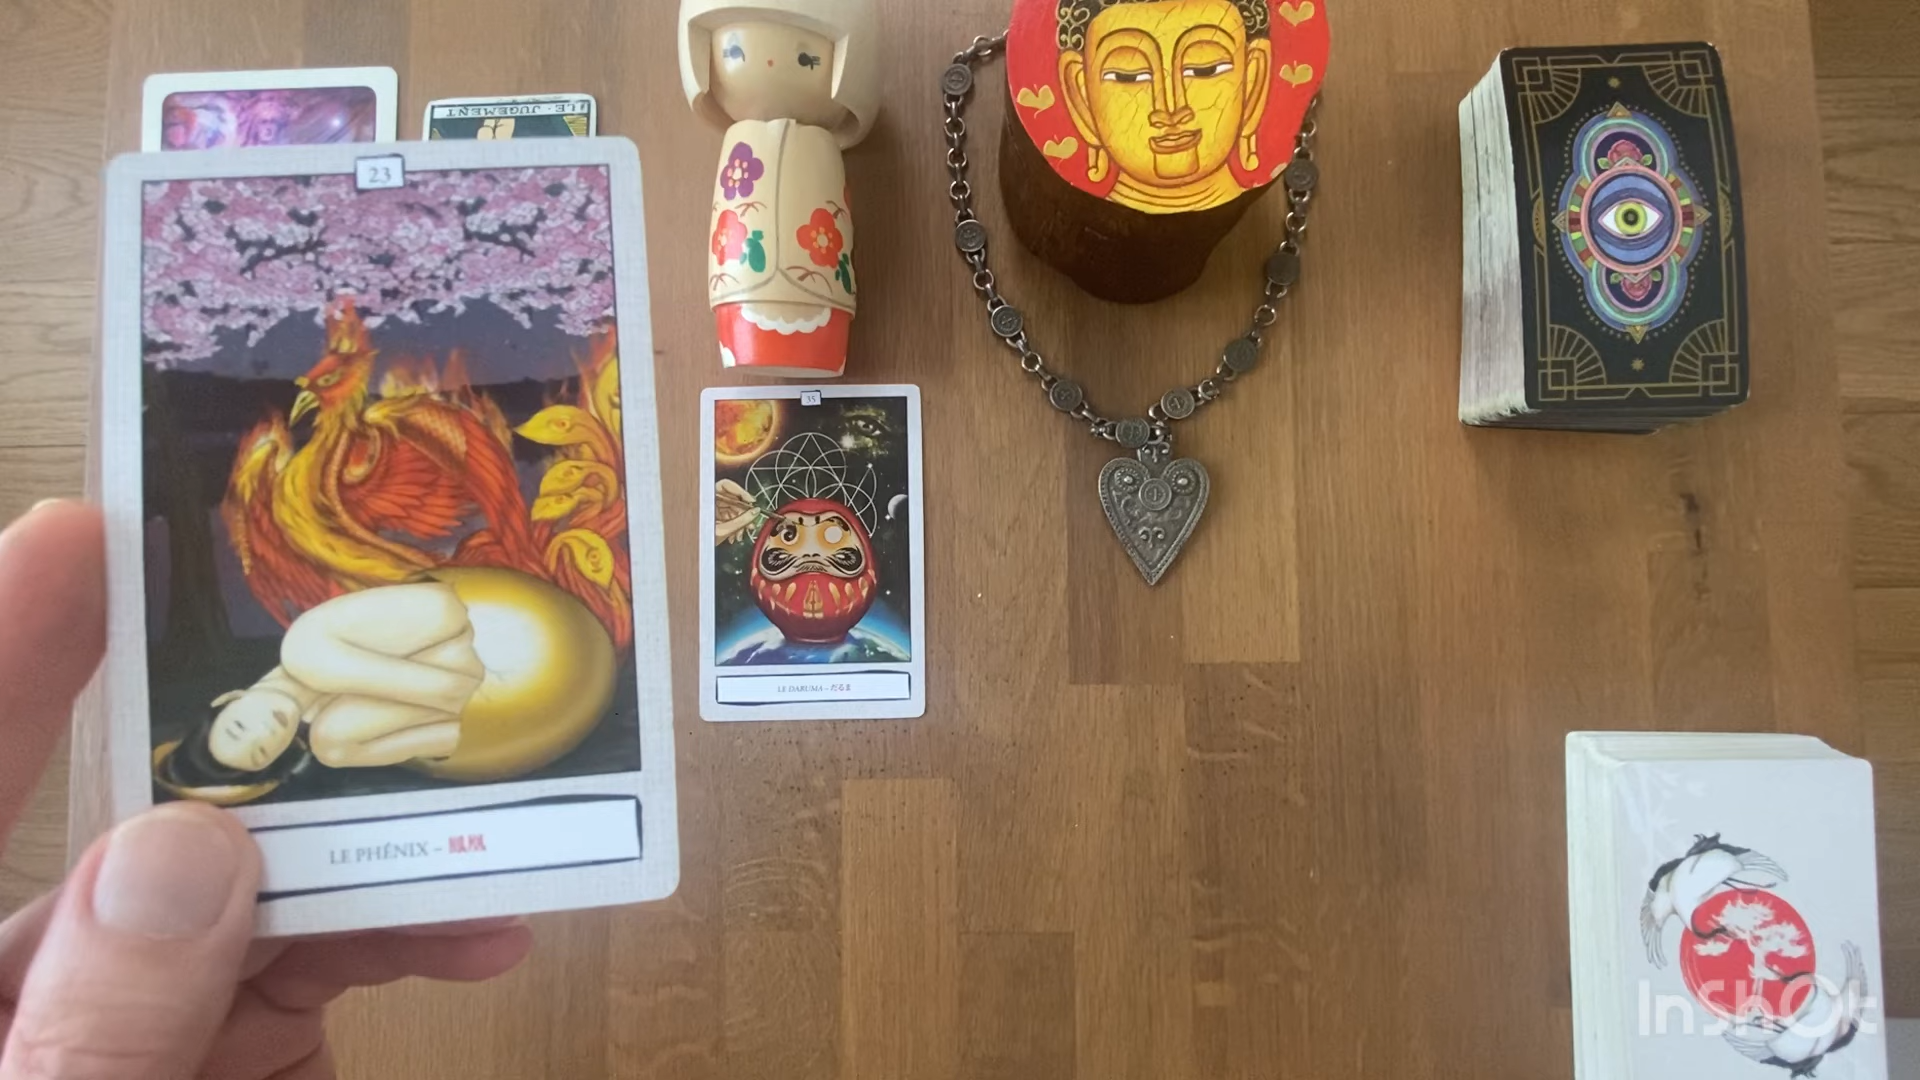 LE·JUGEMENT
23
LE PHÉNIX – 鳳凰
35
LE DARUMA – だるま
InShOt